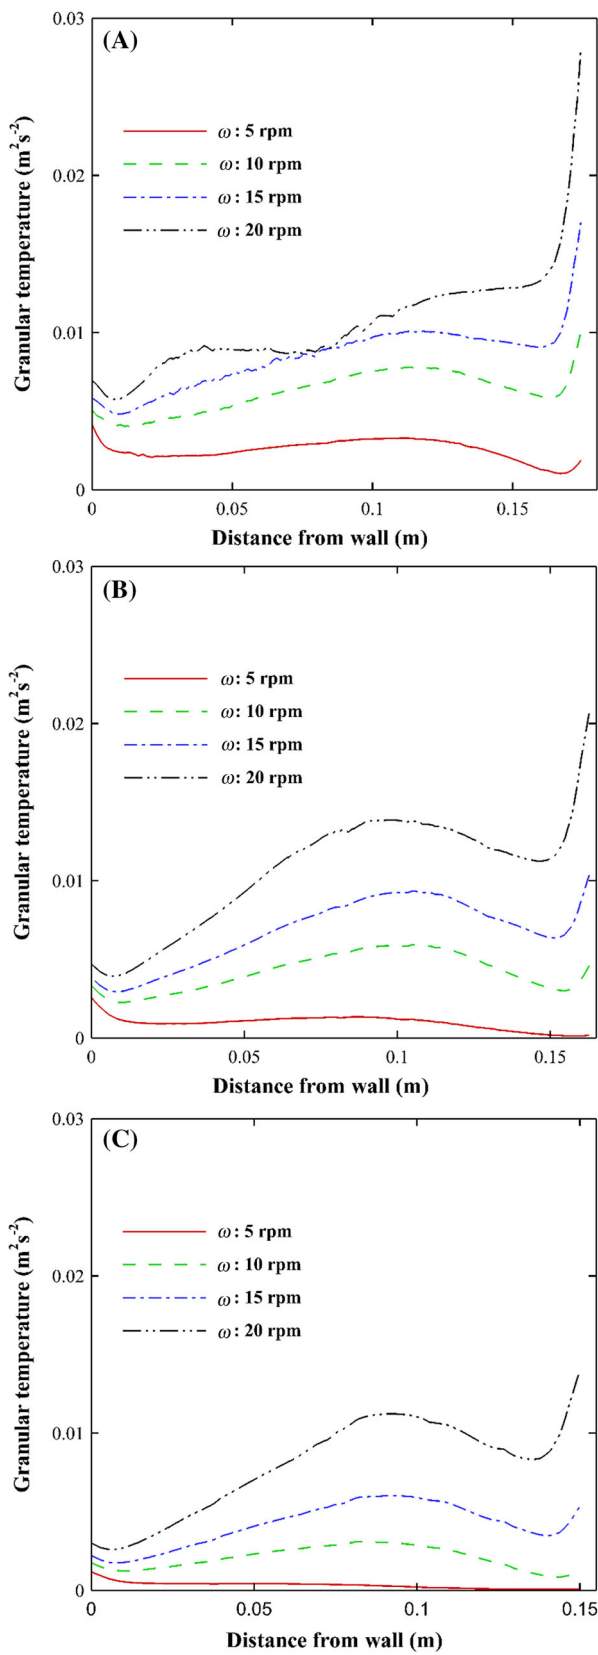 (A)
0.03
0.02
0.01
0
Granular temperature (m²s⁻²)
ω: 5 rpm
ω: 10 rpm
ω: 15 rpm
ω: 20 rpm
0 0.05 0.1 0.15
Distance from wall (m)
(B)
0.03
0.02
0.01
0
Granular temperature (m²s⁻²)
ω: 5 rpm
ω: 10 rpm
ω: 15 rpm
ω: 20 rpm
0 0.05 0.1 0.15
Distance from wall (m)
(C)
0.03
0.02
0.01
0
Granular temperature (m²s⁻²)
ω: 5 rpm
ω: 10 rpm
ω: 15 rpm
ω: 20 rpm
0 0.05 0.1 0.15
Distance from wall (m)